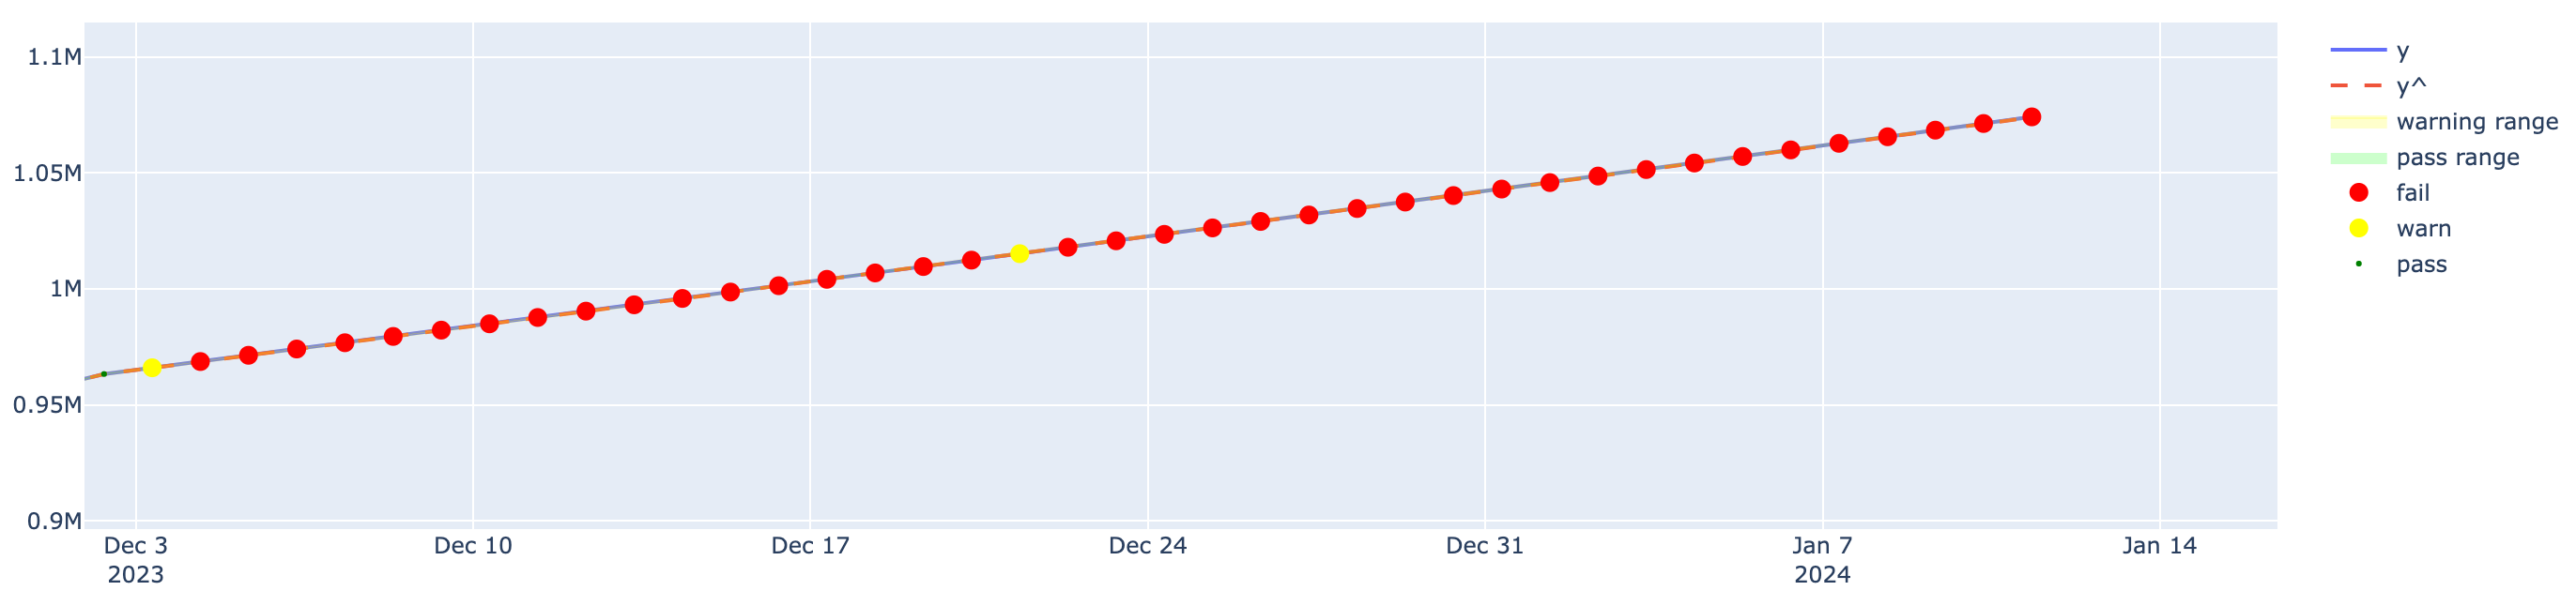 1.1M
1.05M
1M
0.95M
0.9M
Dec 3
2023
Dec 10
Dec 17
Dec 24
Dec 31
Jan 7
2024
Jan 14
y
y^
warning range
pass range
fail
warn
pass